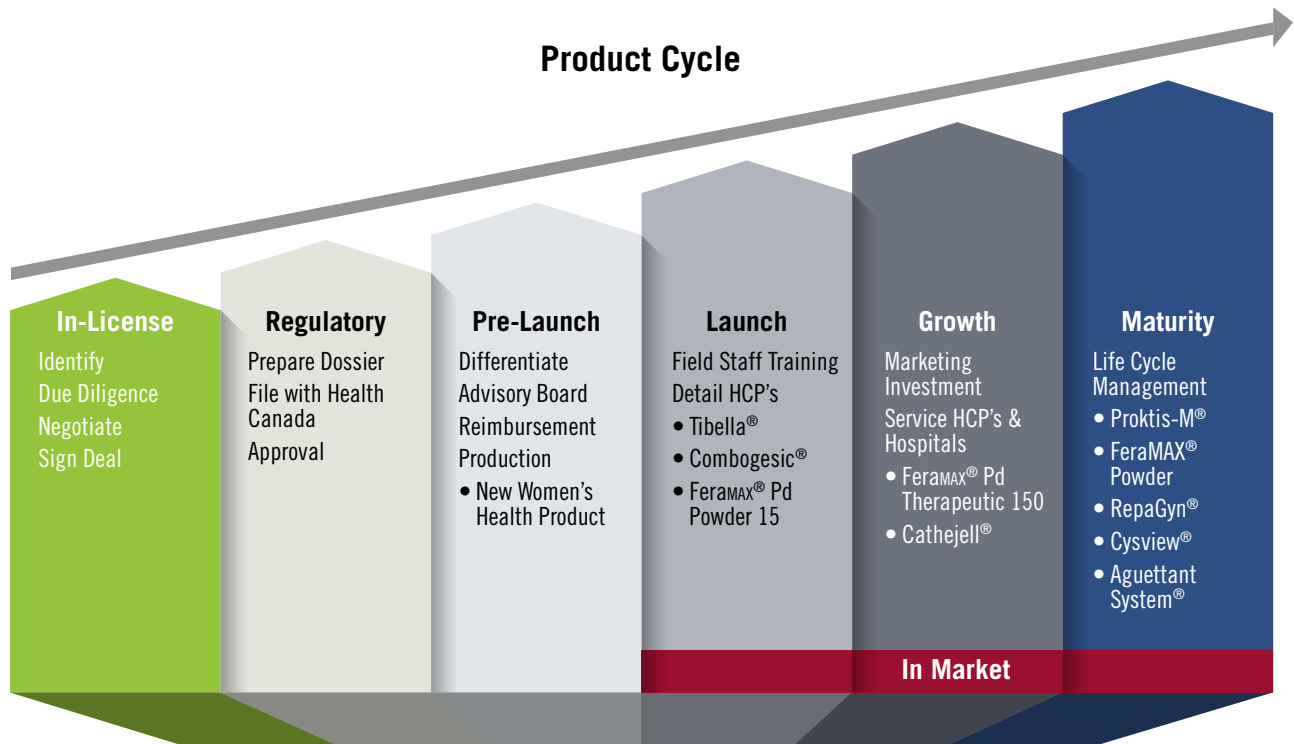 Product Cycle
In-License
Identify
Due Diligence
Negotiate
Sign Deal
Regulatory
Prepare Dossier
File with Health
Canada
Approval
Pre-Launch
Differentiate
Advisory Board
Reimbursement
Production
• New Women's
Health Product
Launch
Field Staff Training
Detail HCP's
• Tibella®
• Combogesic®
• FeraMAX® Pd
Powder 15
Growth
Marketing
Investment
Service HCP's &
Hospitals
• FeraMAX® Pd
Therapeutic 150
• Cathejell®
Maturity
Life Cycle
Management
• Proktis-M®
• FeraMAX®
Powder
• RepaGyn®
• Cysview®
• Aguettant
System®
In Market